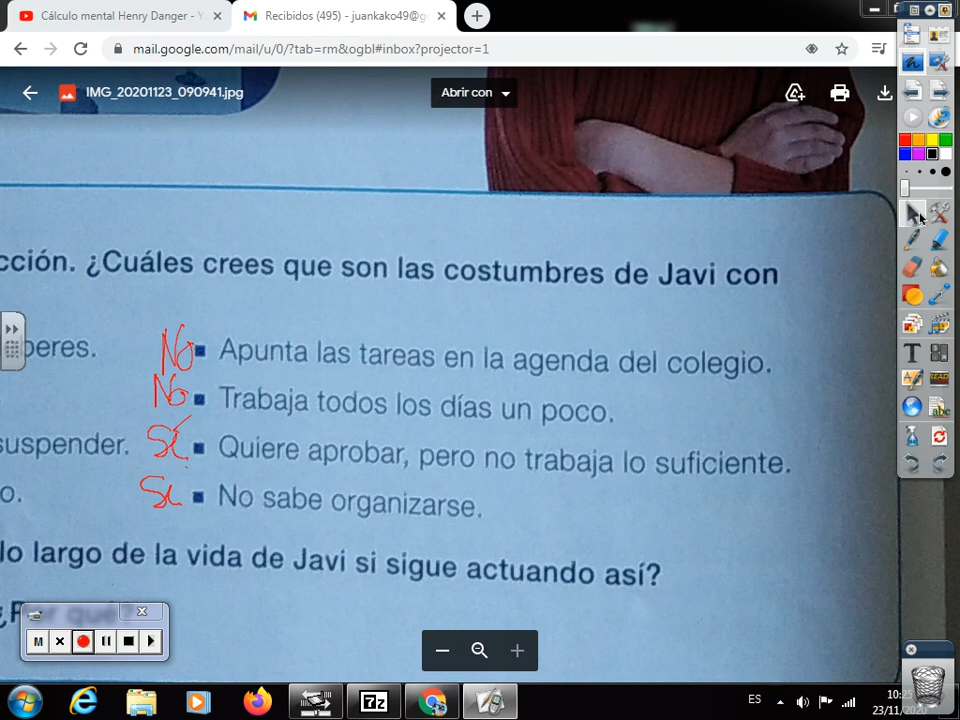 Cálculo mental Henry Danger - Y
Recibidos (495) - juankako49@g
mail.google.com/mail/u/0/?tab=rm&ogbl#inbox?projector=1
IMG_20201123_090941.jpg
Abrir con
cción. ¿Cuáles crees que son las costumbres de Javi con
beres.
No
Apunta las tareas en la agenda del colegio.
No
Trabaja todos los días un poco.
suspender.
SÍ
Quiere aprobar, pero no trabaja lo suficiente.
o.
Si
No sabe organizarse.
lo largo de la vida de Javi si sigue actuando así?
M
7z
ES
10:25
23/11/2020